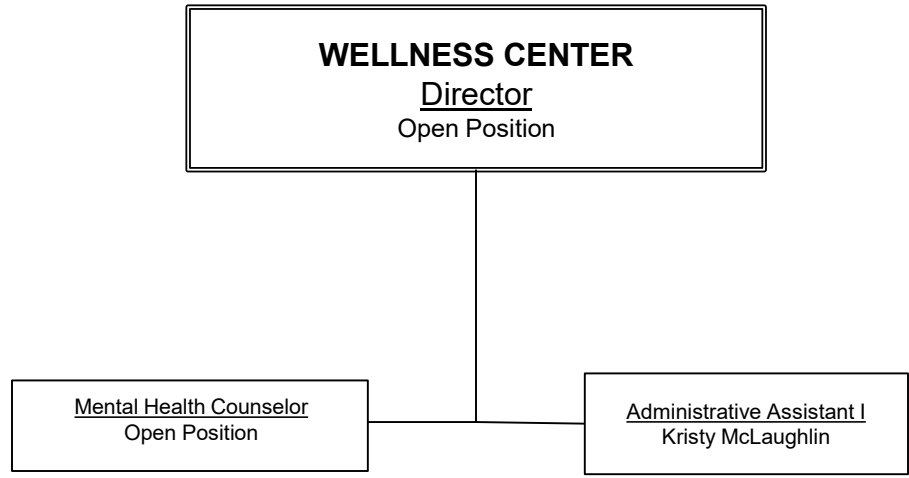 WELLNESS CENTER
Director
Open Position
Mental Health Counselor
Open Position
Administrative Assistant I
Kristy McLaughlin